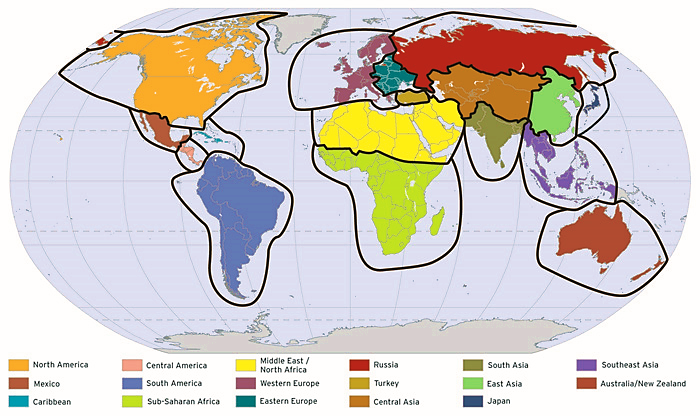 North America
Mexico
Caribbean
Central America
South America
Sub-Saharan Africa
Middle East /
North Africa
Western Europe
Eastern Europe
Russia
Turkey
Central Asia
South Asia
East Asia
Japan
Southeast Asia
Australia/New Zealand